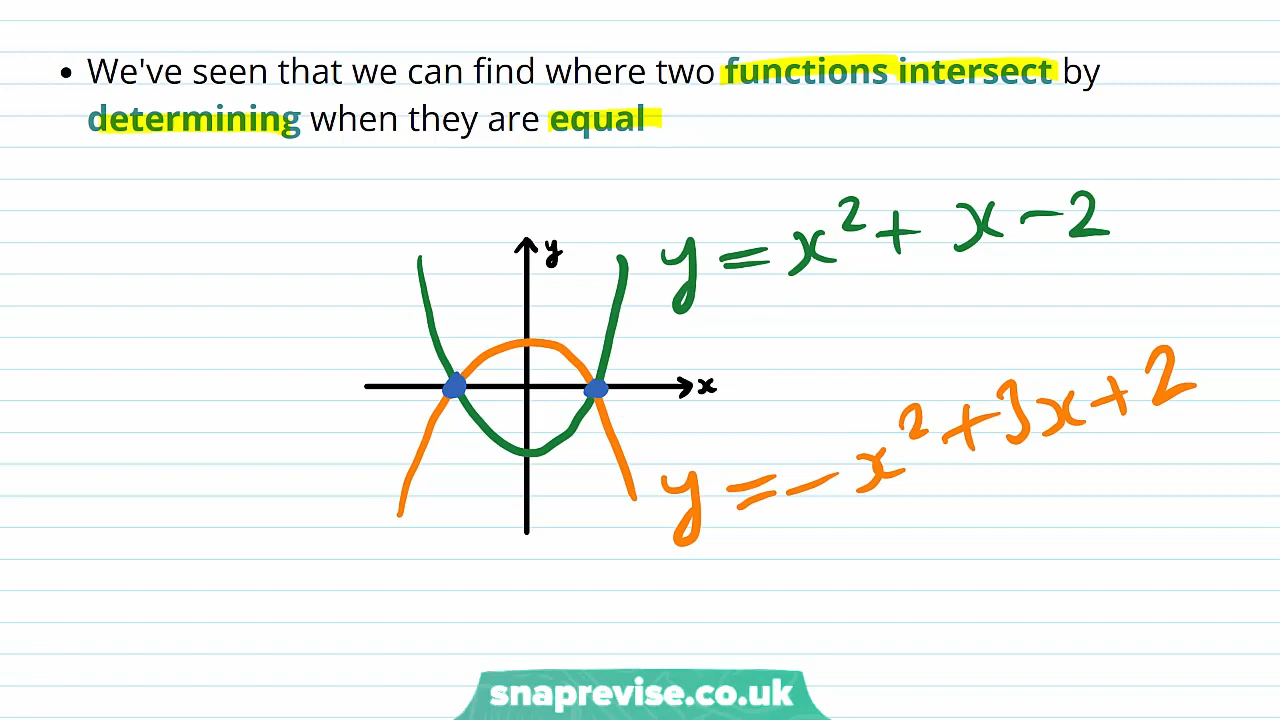 • We've seen that we can find where two functions intersect by
determining when they are equal
y = x² + x - 2
y
x
y = -x² + 3x + 2
snaprevise.co.uk